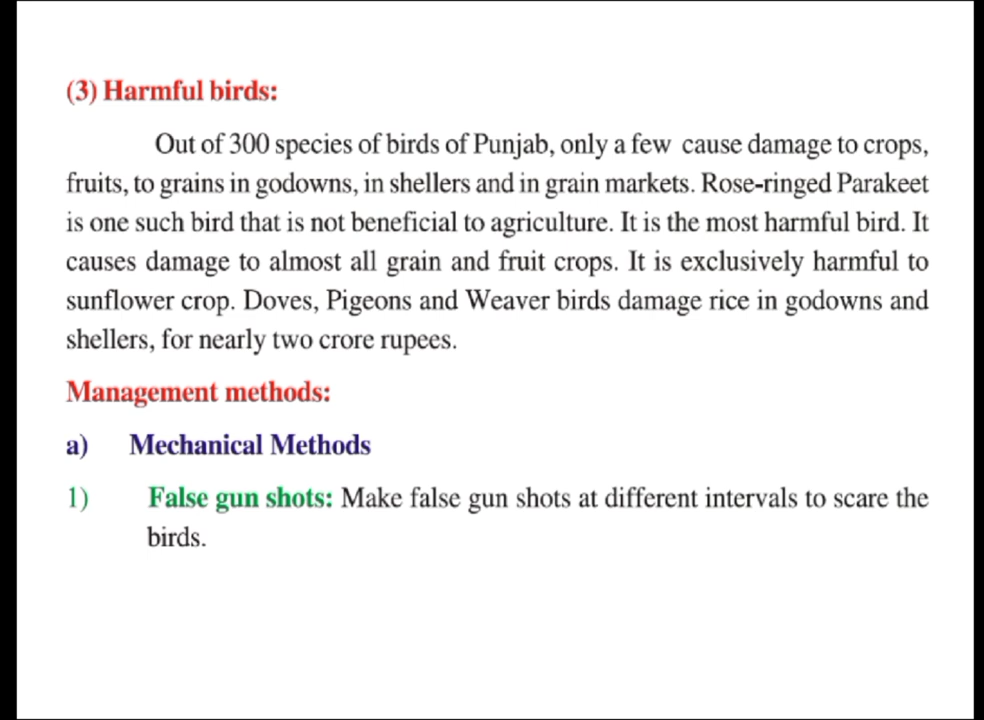 (3) Harmful birds:
Out of 300 species of birds of Punjab, only a few cause damage to crops,
fruits, to grains in godowns, in shellers and in grain markets. Rose-ringed Parakeet
is one such bird that is not beneficial to agriculture. It is the most harmful bird. It
causes damage to almost all grain and fruit crops. It is exclusively harmful to
sunflower crop. Doves, Pigeons and Weaver birds damage rice in godowns and
shellers, for nearly two crore rupees.
Management methods:
a) Mechanical Methods
1) False gun shots: Make false gun shots at different intervals to scare the
birds.